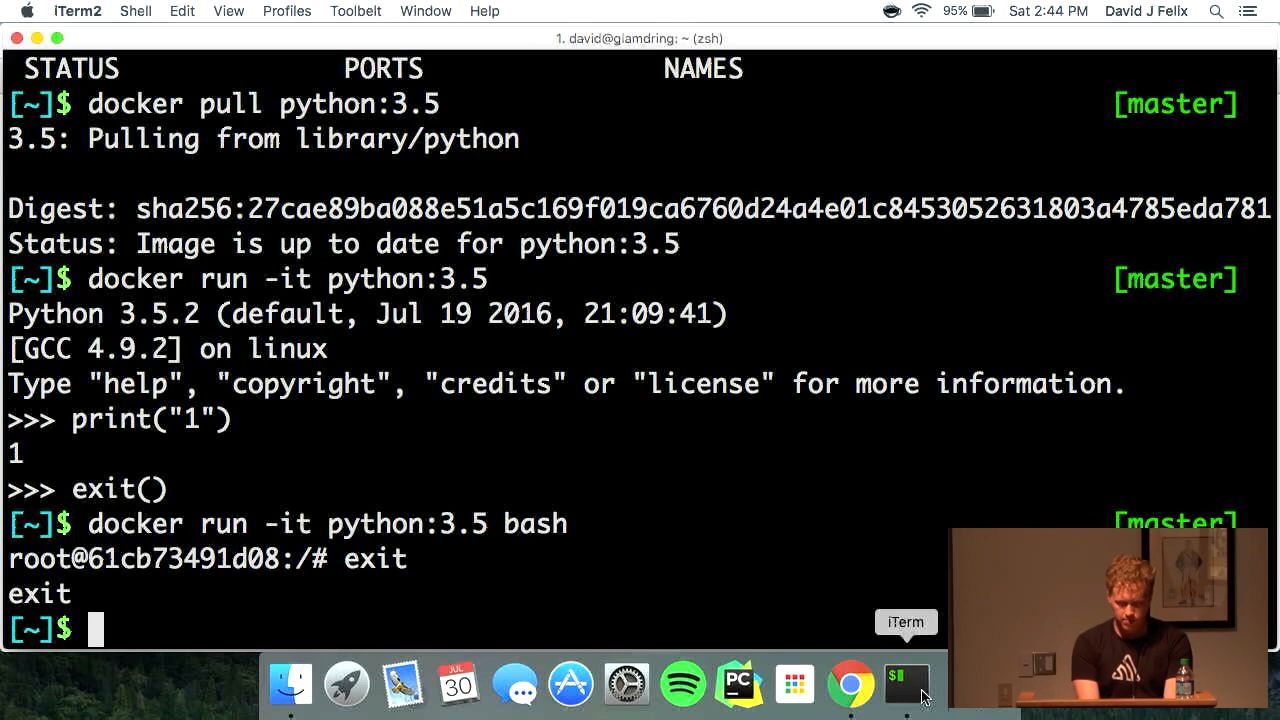 iTerm2 Shell Edit View Profiles Toolbelt Window Help 95% Sat 2:44 PM David J Felix
1. david@glamdring: ~ (zsh)
STATUS PORTS NAMES
[~]$ docker pull python:3.5 [master]
3.5: Pulling from library/python
Digest: sha256:27cae89ba088e51a5c169f019ca6760d24a4e01c8453052631803a4785eda781
Status: Image is up to date for python:3.5
[~]$ docker run -it python:3.5 [master]
Python 3.5.2 (default, Jul 19 2016, 21:09:41)
[GCC 4.9.2] on linux
Type "help", "copyright", "credits" or "license" for more information.
>>> print("1")
1
>>> exit()
[~]$ docker run -it python:3.5 bash [master]
root@61cb73491d08:/# exit
exit
[~]$
iTerm
JUL
30
PC
$